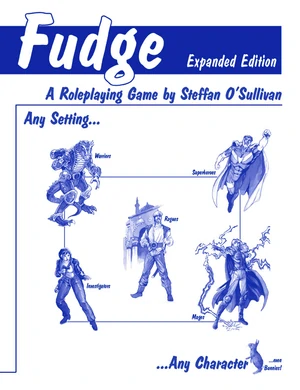 Fudge
Expanded Edition
A Roleplaying Game by Steffan O'Sullivan
Any Setting...
Warriors
Superheroes
Rogues
Investigators
Mages
...Any Character
...even
Bunnies!